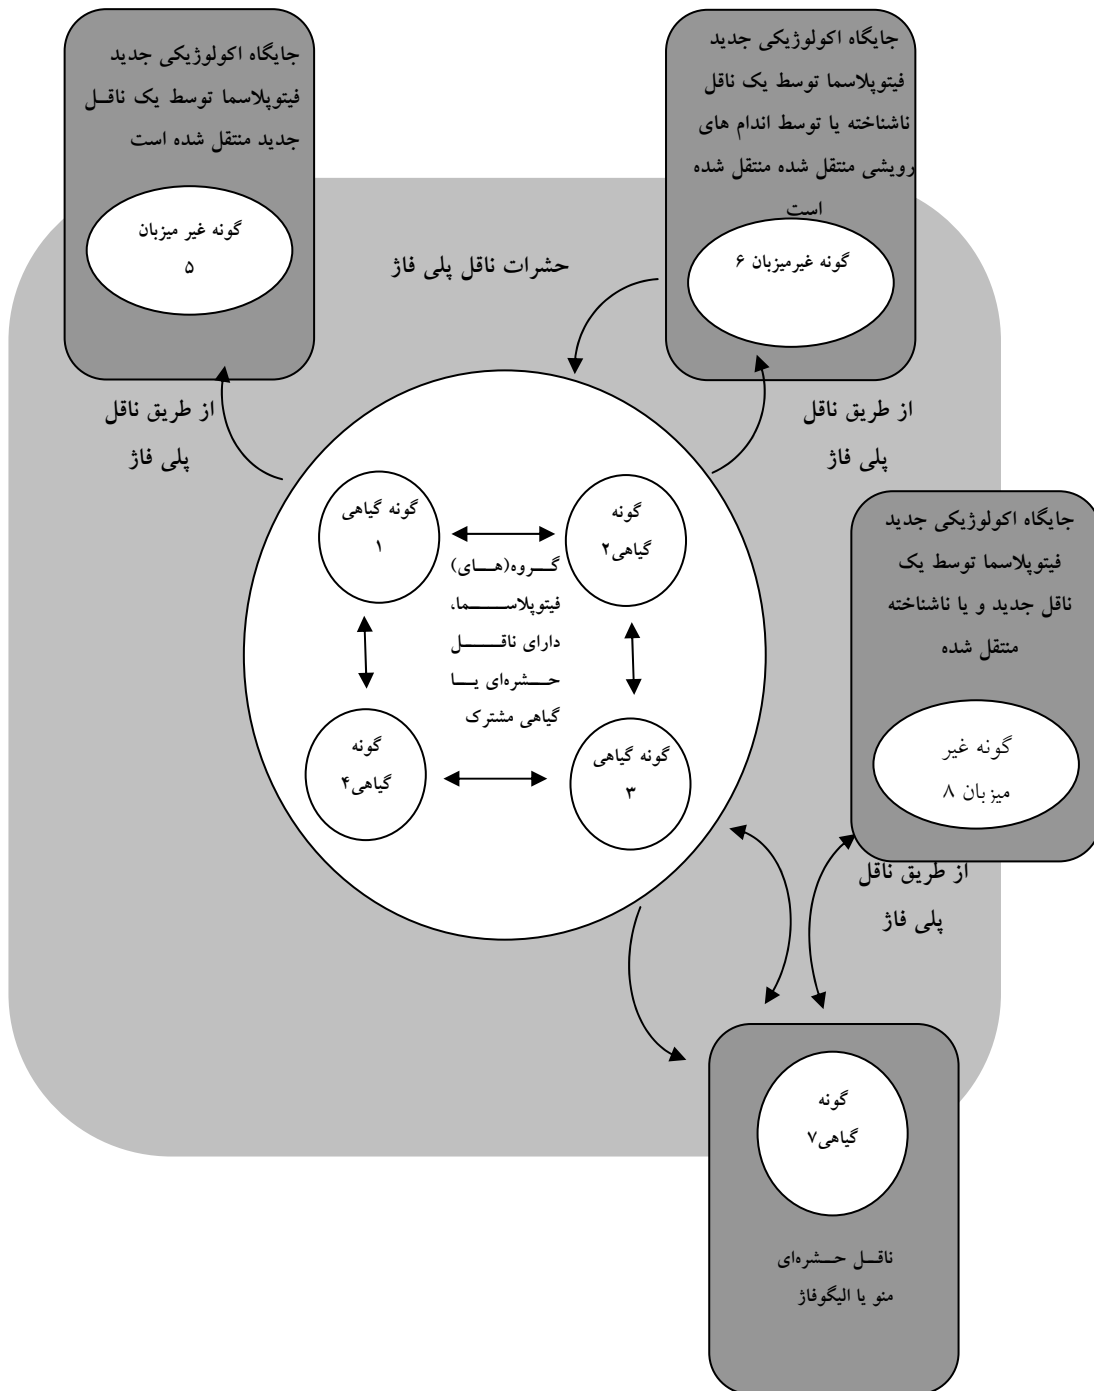 جایگاه اکولوژیکی جدید
فیتوپلاسما توسط یک ناقل
ناشناخته یا توسط اندام های
رویشی منتقل شده منتقل شده
است
گونه غیرمیزبان ۶
جایگاه اکولوژیکی جدید
فیتوپلاسما توسط یک ناقل
جدید منتقل شده است
گونه غیر میزبان
۵
حشرات ناقل پلی فاژ
از طریق ناقل
پلی فاژ
از طریق ناقل
پلی فاژ
گونه
گیاهی۲
گونه گیاهی
۱
گروه(های)
فیتوپلاسما،
دارای ناقل
حشره‌ای یا
گیاهی مشترک
گونه گیاهی
۳
گونه
گیاهی۴
جایگاه اکولوژیکی جدید
فیتوپلاسما توسط یک
ناقل جدید و یا ناشناخته
منتقل شده
گونه غیر
میزبان ۸
از طریق ناقل
پلی فاژ
گونه
گیاهی۷
ناقل حشره‌ای
منو یا الیگوفاژ